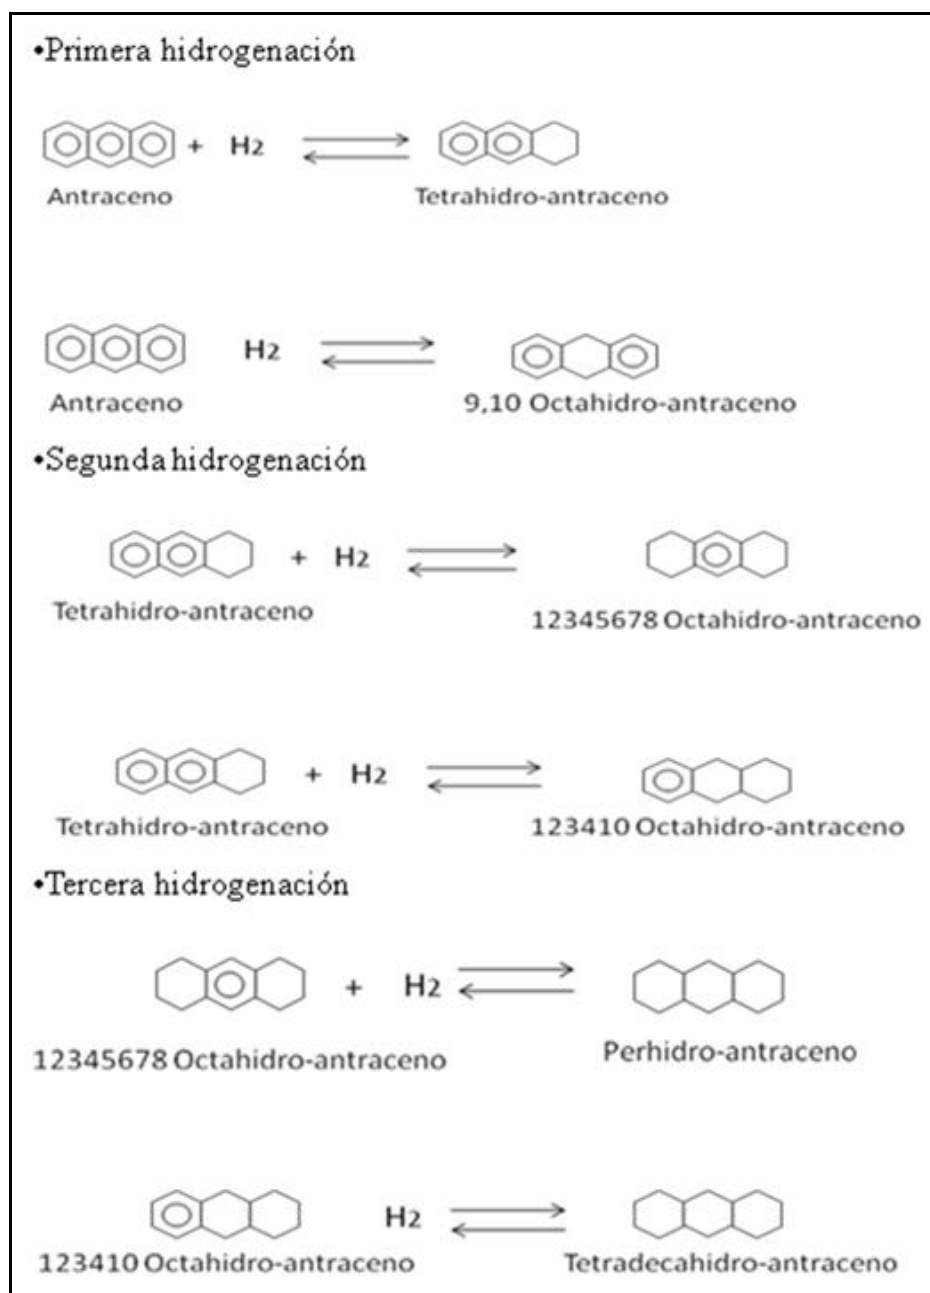 •Primera hidrogenación
+ H2
Antraceno Tetrahidro-antraceno
H2
Antraceno 9,10 Octahidro-antraceno
•Segunda hidrogenación
+ H2
Tetrahidro-antraceno 12345678 Octahidro-antraceno
+ H2
Tetrahidro-antraceno 123410 Octahidro-antraceno
•Tercera hidrogenación
+ H2
12345678 Octahidro-antraceno Perhidro-antraceno
H2
123410 Octahidro-antraceno Tetradecahidro-antraceno